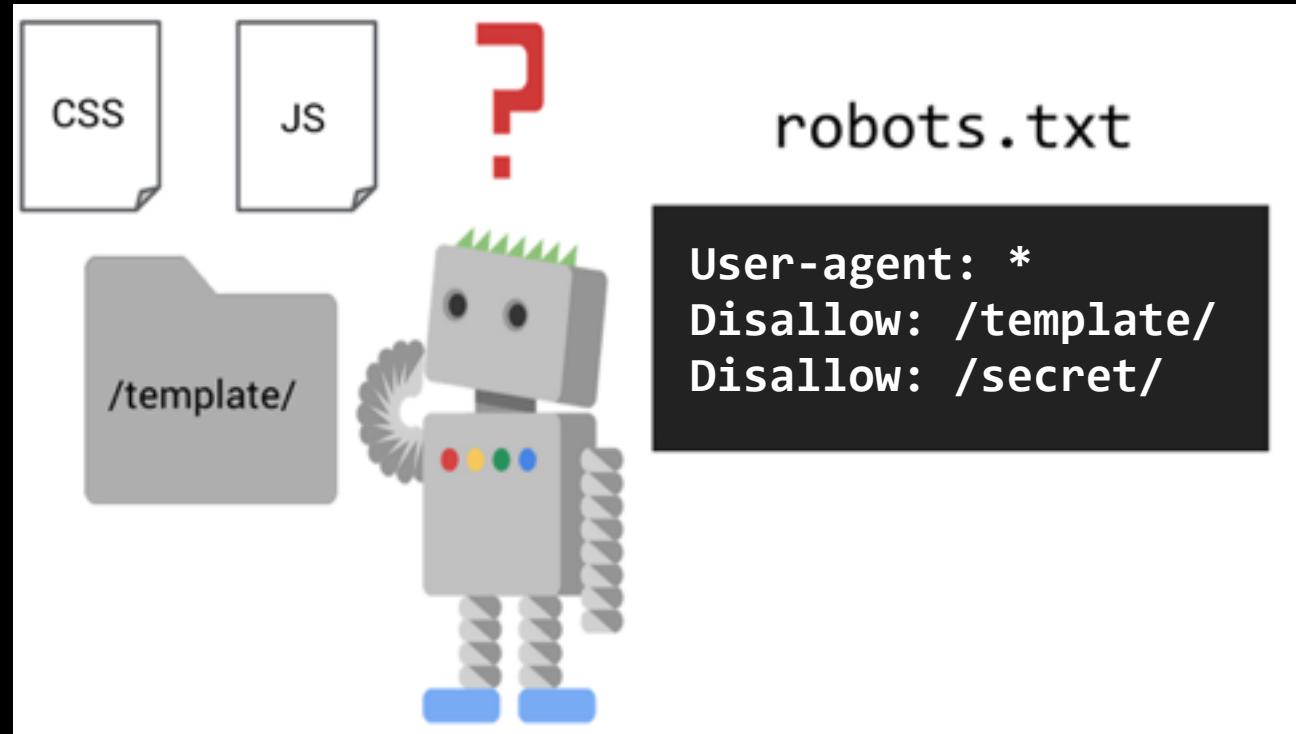 CSS
JS
?
robots.txt
/template/
User-agent: *
Disallow: /template/
Disallow: /secret/